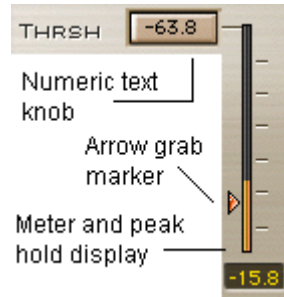 THRSH -63.8
Numeric text
knob
Arrow grab
marker
Meter and peak
hold display
-15.8